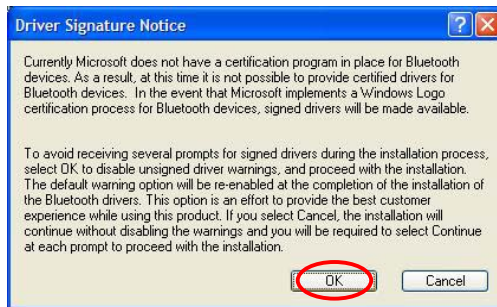 Driver Signature Notice
Currently Microsoft does not have a certification program in place for Bluetooth
devices. As a result, at this time it is not possible to provide certified drivers for
Bluetooth devices. In the event that Microsoft implements a Windows Logo
certification process for Bluetooth devices, signed drivers will be made available.
To avoid receiving several prompts for signed drivers during the installation process,
select OK to disable unsigned driver warnings, and proceed with the installation.
The default warning option will be re-enabled at the completion of the installation of
the Bluetooth drivers. This option is an effort to provide the best customer
experience while using this product. If you select Cancel, the installation will
continue without disabling the warnings and you will be required to select Continue
at each prompt to proceed with the installation.
OK Cancel